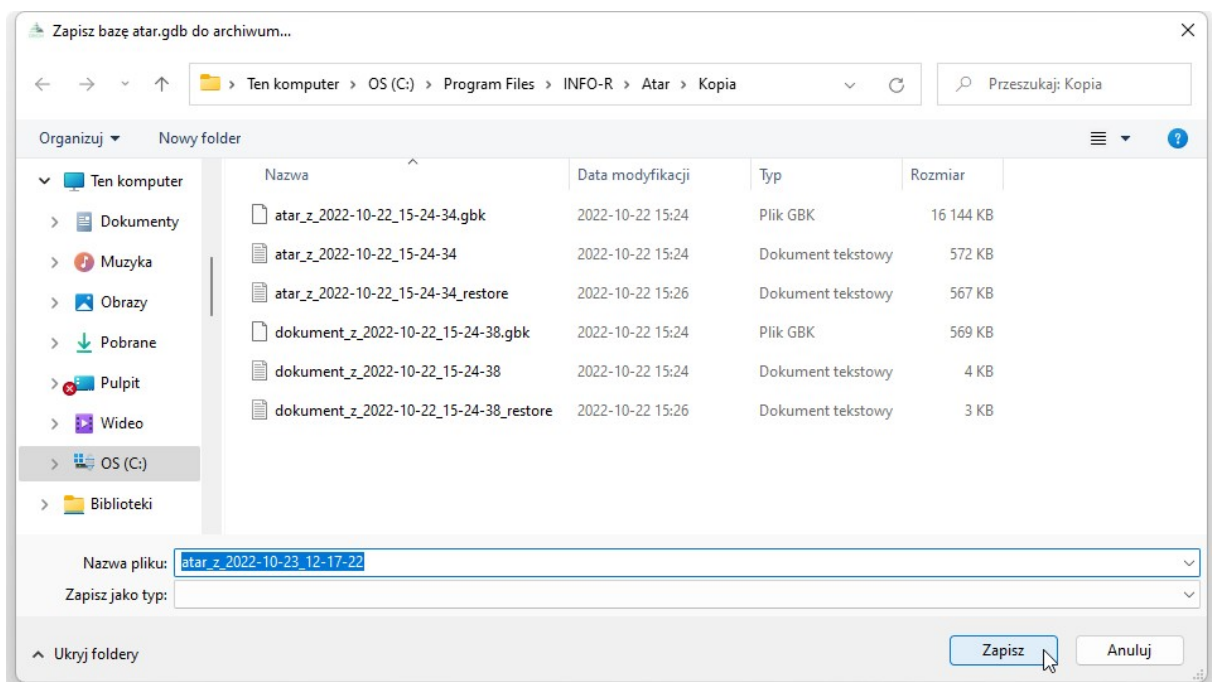 Zapisz bazę atar.gdb do archiwum...
Ten komputer > OS (C:) > Program Files > INFO-R > Atar > Kopia
Przeszukaj: Kopia
Organizuj Nowy folder
Ten komputer
Dokumenty
Muzyka
Obrazy
Pobrane
Pulpit
Wideo
OS (C:)
Biblioteki
Nazwa Data modyfikacji Typ Rozmiar
atar_z_2022-10-22_15-24-34.gbk 2022-10-22 15:24 Plik GBK 16 144 KB
atar_z_2022-10-22_15-24-34 2022-10-22 15:24 Dokument tekstowy 572 KB
atar_z_2022-10-22_15-24-34_restore 2022-10-22 15:26 Dokument tekstowy 567 KB
dokument_z_2022-10-22_15-24-38.gbk 2022-10-22 15:24 Plik GBK 569 KB
dokument_z_2022-10-22_15-24-38 2022-10-22 15:24 Dokument tekstowy 4 KB
dokument_z_2022-10-22_15-24-38_restore 2022-10-22 15:26 Dokument tekstowy 3 KB
Nazwa pliku: atar_z_2022-10-23_12-17-22
Zapisz jako typ:
Ukryj foldery
Zapisz Anuluj